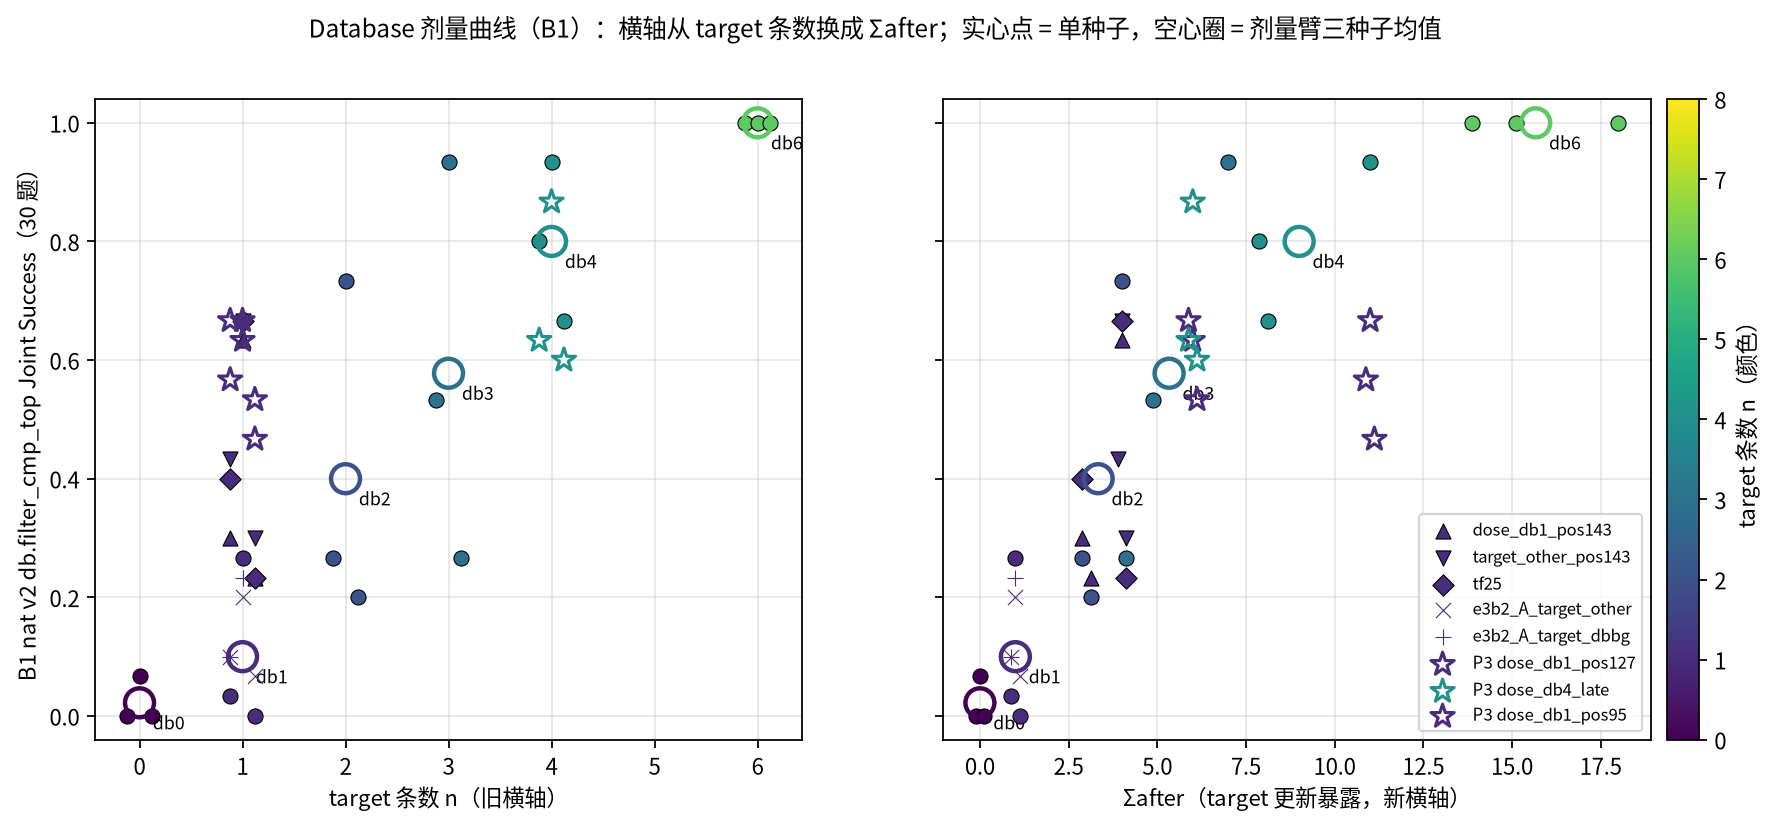 Database 剂量曲线（B1）：横轴从 target 条数换成 Σafter；实心点 = 单种子，空心圈 = 剂量臂三种子均值
B1 nat v2 db.filter_cmp_top Joint Success（30 题）
1.0
0.8
0.6
0.4
0.2
0.0
db6
db4
db3
db2
db1
db0
0 1 2 3 4 5 6
target 条数 n（旧横轴）
db6
db4
db3
db2
db1
db0
dose_db1_pos143
target_other_pos143
tf25
e3b2_A_target_other
e3b2_A_target_dbbg
P3 dose_db1_pos127
P3 dose_db4_late
P3 dose_db1_pos95
0.0 2.5 5.0 7.5 10.0 12.5 15.0 17.5
Σafter（target 更新暴露，新横轴）
8
7
6
5
4
3
2
1
0
target 条数 n（颜色）